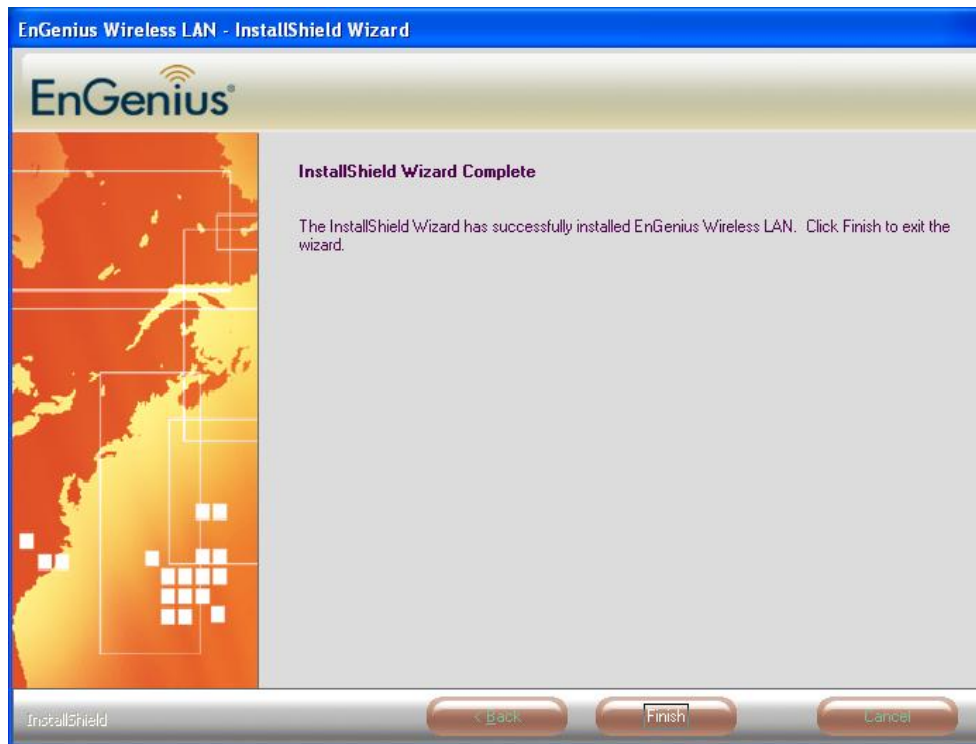 EnGenius Wireless LAN - InstallShield Wizard
EnGenius®
InstallShield Wizard Complete
The InstallShield Wizard has successfully installed EnGenius Wireless LAN. Click Finish to exit the
wizard.
InstallShield
< Back
Finish
Cancel